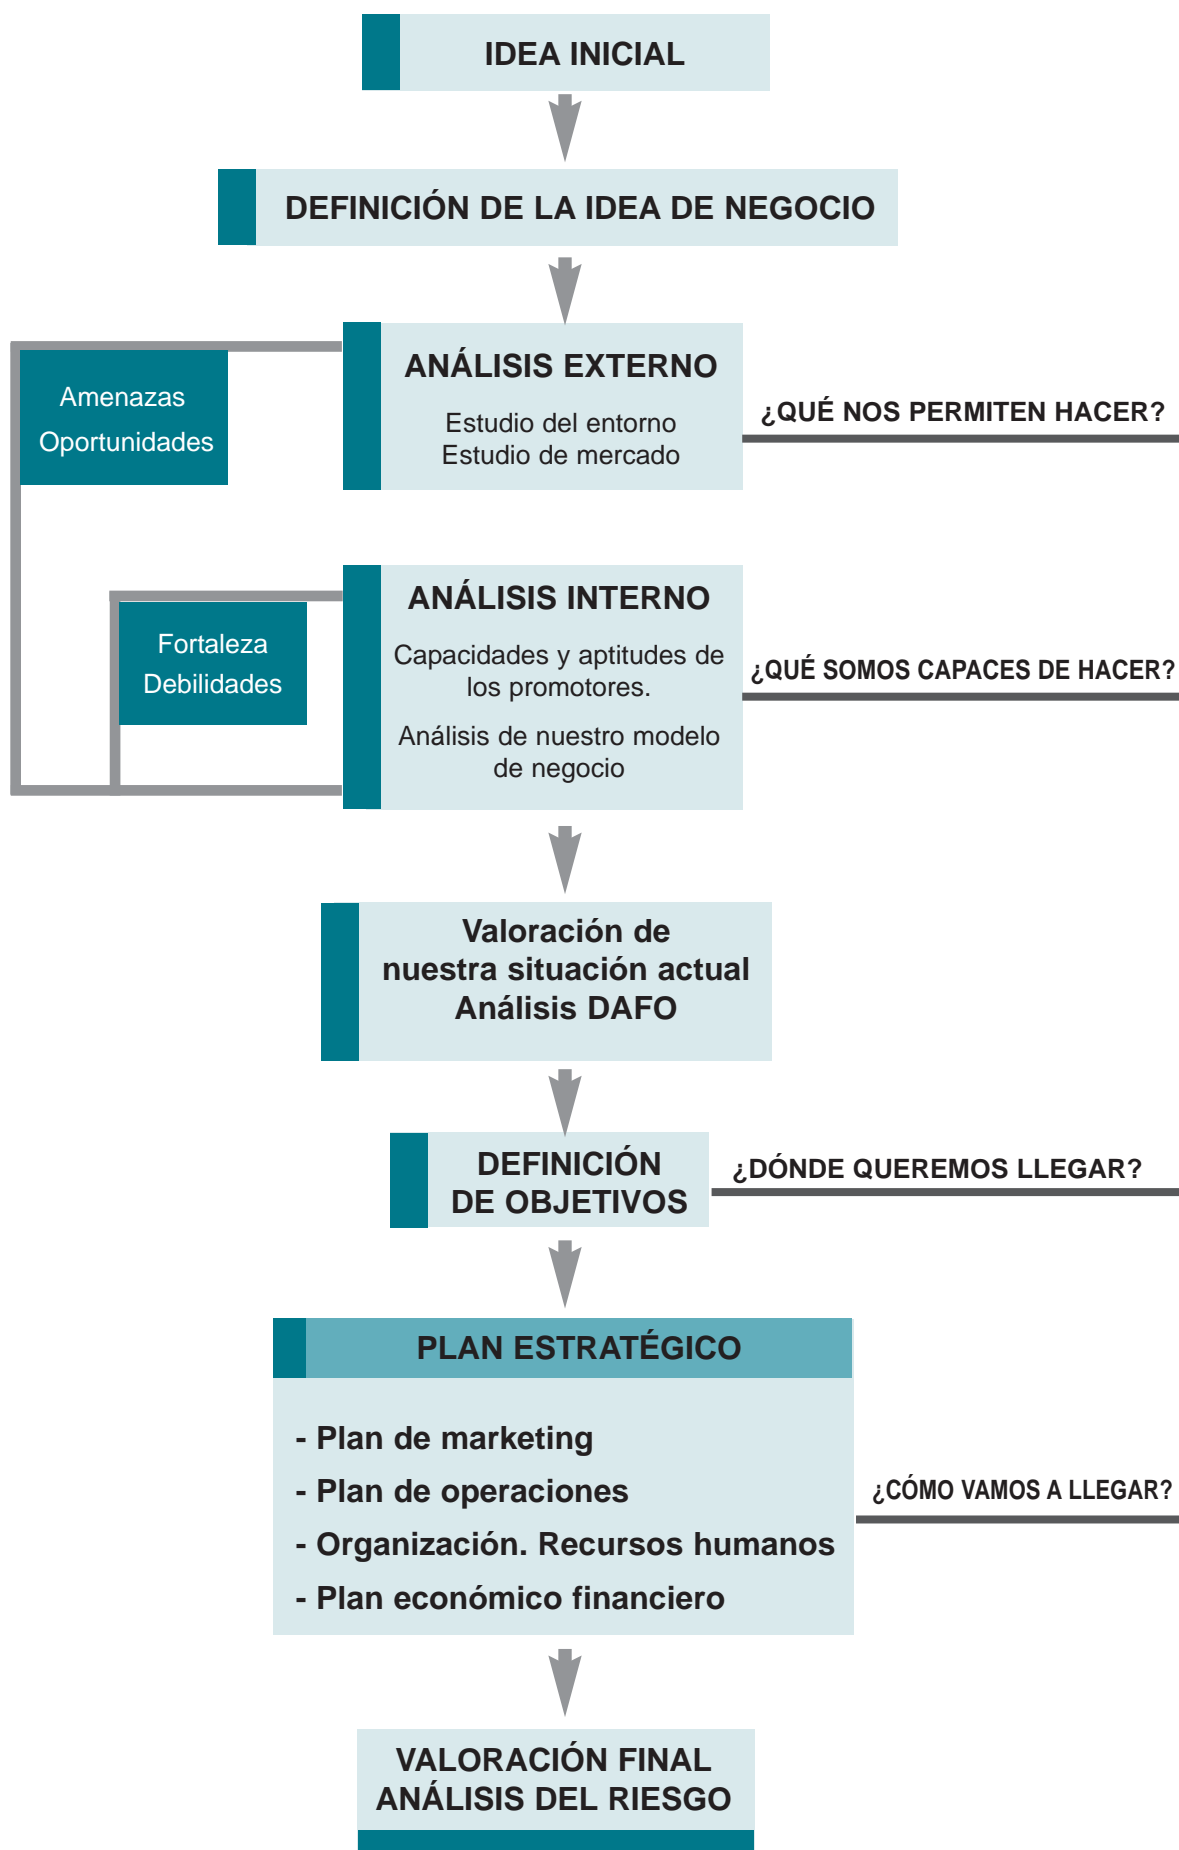 IDEA INICIAL
DEFINICIÓN DE LA IDEA DE NEGOCIO
Amenazas
Oportunidades
ANÁLISIS EXTERNO
Estudio del entorno
Estudio de mercado
¿QUÉ NOS PERMITEN HACER?
Fortaleza
Debilidades
ANÁLISIS INTERNO
Capacidades y aptitudes de
los promotores.
Análisis de nuestro modelo
de negocio
¿QUÉ SOMOS CAPACES DE HACER?
Valoración de
nuestra situación actual
Análisis DAFO
DEFINICIÓN
DE OBJETIVOS
¿DÓNDE QUEREMOS LLEGAR?
PLAN ESTRATÉGICO
- Plan de marketing
- Plan de operaciones
- Organización. Recursos humanos
- Plan económico financiero
¿CÓMO VAMOS A LLEGAR?
VALORACIÓN FINAL
ANÁLISIS DEL RIESGO